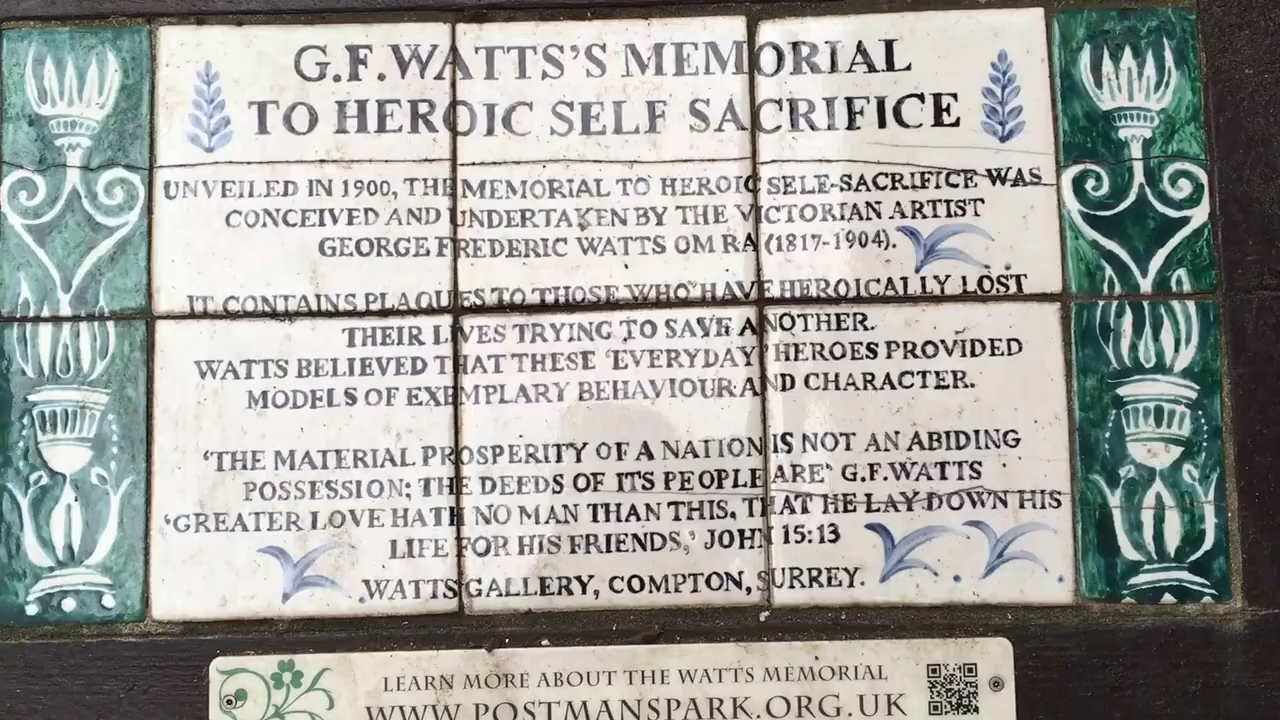 G.F.WATTS'S MEMORIAL
TO HEROIC SELF SACRIFICE
UNVEILED IN 1900, THE MEMORIAL TO HEROIC SELF-SACRIFICE WAS
CONCEIVED AND UNDERTAKEN BY THE VICTORIAN ARTIST
GEORGE FREDERIC WATTS OM RA (1817-1904).
IT CONTAINS PLAQUES TO THOSE WHO HAVE HEROICALLY LOST
THEIR LIVES TRYING TO SAVE ANOTHER.
WATTS BELIEVED THAT THESE 'EVERYDAY' HEROES PROVIDED
MODELS OF EXEMPLARY BEHAVIOUR AND CHARACTER.
'THE MATERIAL PROSPERITY OF A NATION IS NOT AN ABIDING
POSSESSION; THE DEEDS OF ITS PEOPLE ARE' G.F.WATTS
'GREATER LOVE HATH NO MAN THAN THIS, THAT HE LAY DOWN HIS
LIFE FOR HIS FRIENDS,' JOHN 15:13
WATTS GALLERY, COMPTON, SURREY.
LEARN MORE ABOUT THE WATTS MEMORIAL
WWW.POSTMANSPARK.ORG.UK